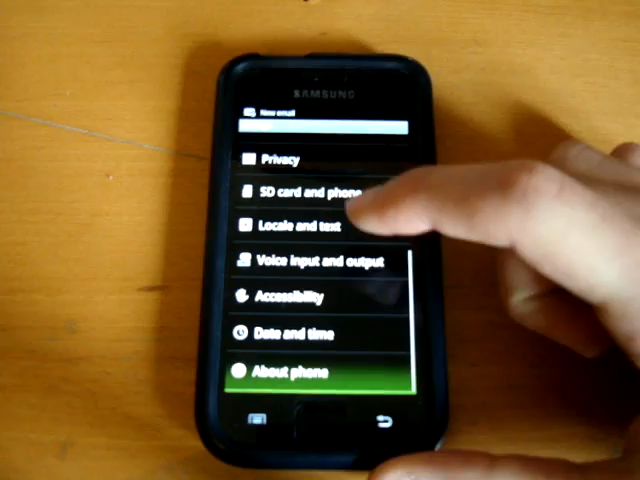 SAMSUNG
New email
Privacy
SD card and phone
Locale and text
Voice input and output
Accessibility
Date and time
About phone